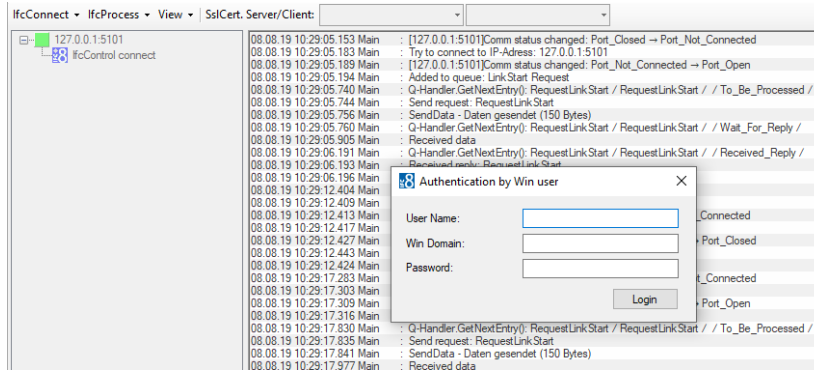 IfcConnect IfcProcess View SslCert. Server/Client:
127.0.0.1:5101
IfcControl connect
08.08.19 10:29:05.153 Main : [127.0.0.1:5101]Comm status changed: Port_Closed → Port_Not_Connected
08.08.19 10:29:05.183 Main : Try to connect to IP-Adress: 127.0.0.1:5101
08.08.19 10:29:05.189 Main : [127.0.0.1:5101]Comm status changed: Port_Not_Connected → Port_Open
08.08.19 10:29:05.194 Main : Added to queue: LinkStart Request
08.08.19 10:29:05.740 Main : Q-Handler.GetNextEntry(): RequestLinkStart / RequestLinkStart / / To_Be_Processed /
08.08.19 10:29:05.744 Main : Send request: RequestLinkStart
08.08.19 10:29:05.756 Main : SendData - Daten gesendet (150 Bytes)
08.08.19 10:29:05.760 Main : Q-Handler.GetNextEntry(): RequestLinkStart / RequestLinkStart / / Wait_For_Reply /
08.08.19 10:29:05.905 Main : Received data
08.08.19 10:29:06.191 Main : Q-Handler.GetNextEntry(): RequestLinkStart / RequestLinkStart / / Received_Reply /
08.08.19 10:29:06.193 Main : Received reply: RequestLinkStart
08.08.19 10:29:06.196 Main
08.08.19 10:29:12.404 Main
08.08.19 10:29:12.409 Main
08.08.19 10:29:12.413 Main _Connected
08.08.19 10:29:12.417 Main
08.08.19 10:29:12.427 Main Port_Closed
08.08.19 10:29:12.443 Main
08.08.19 10:29:12.424 Main
08.08.19 10:29:17.283 Main t_Connected
08.08.19 10:29:17.303 Main
08.08.19 10:29:17.309 Main Port_Open
08.08.19 10:29:17.316 Main
08.08.19 10:29:17.830 Main : Q-Handler.GetNextEntry(): RequestLinkStart / RequestLinkStart / / To_Be_Processed /
08.08.19 10:29:17.835 Main : Send request: RequestLinkStart
08.08.19 10:29:17.841 Main : SendData - Daten gesendet (150 Bytes)
08.08.19 10:29:17.977 Main : Received data
Authentication by Win user
User Name:
Win Domain:
Password:
Login